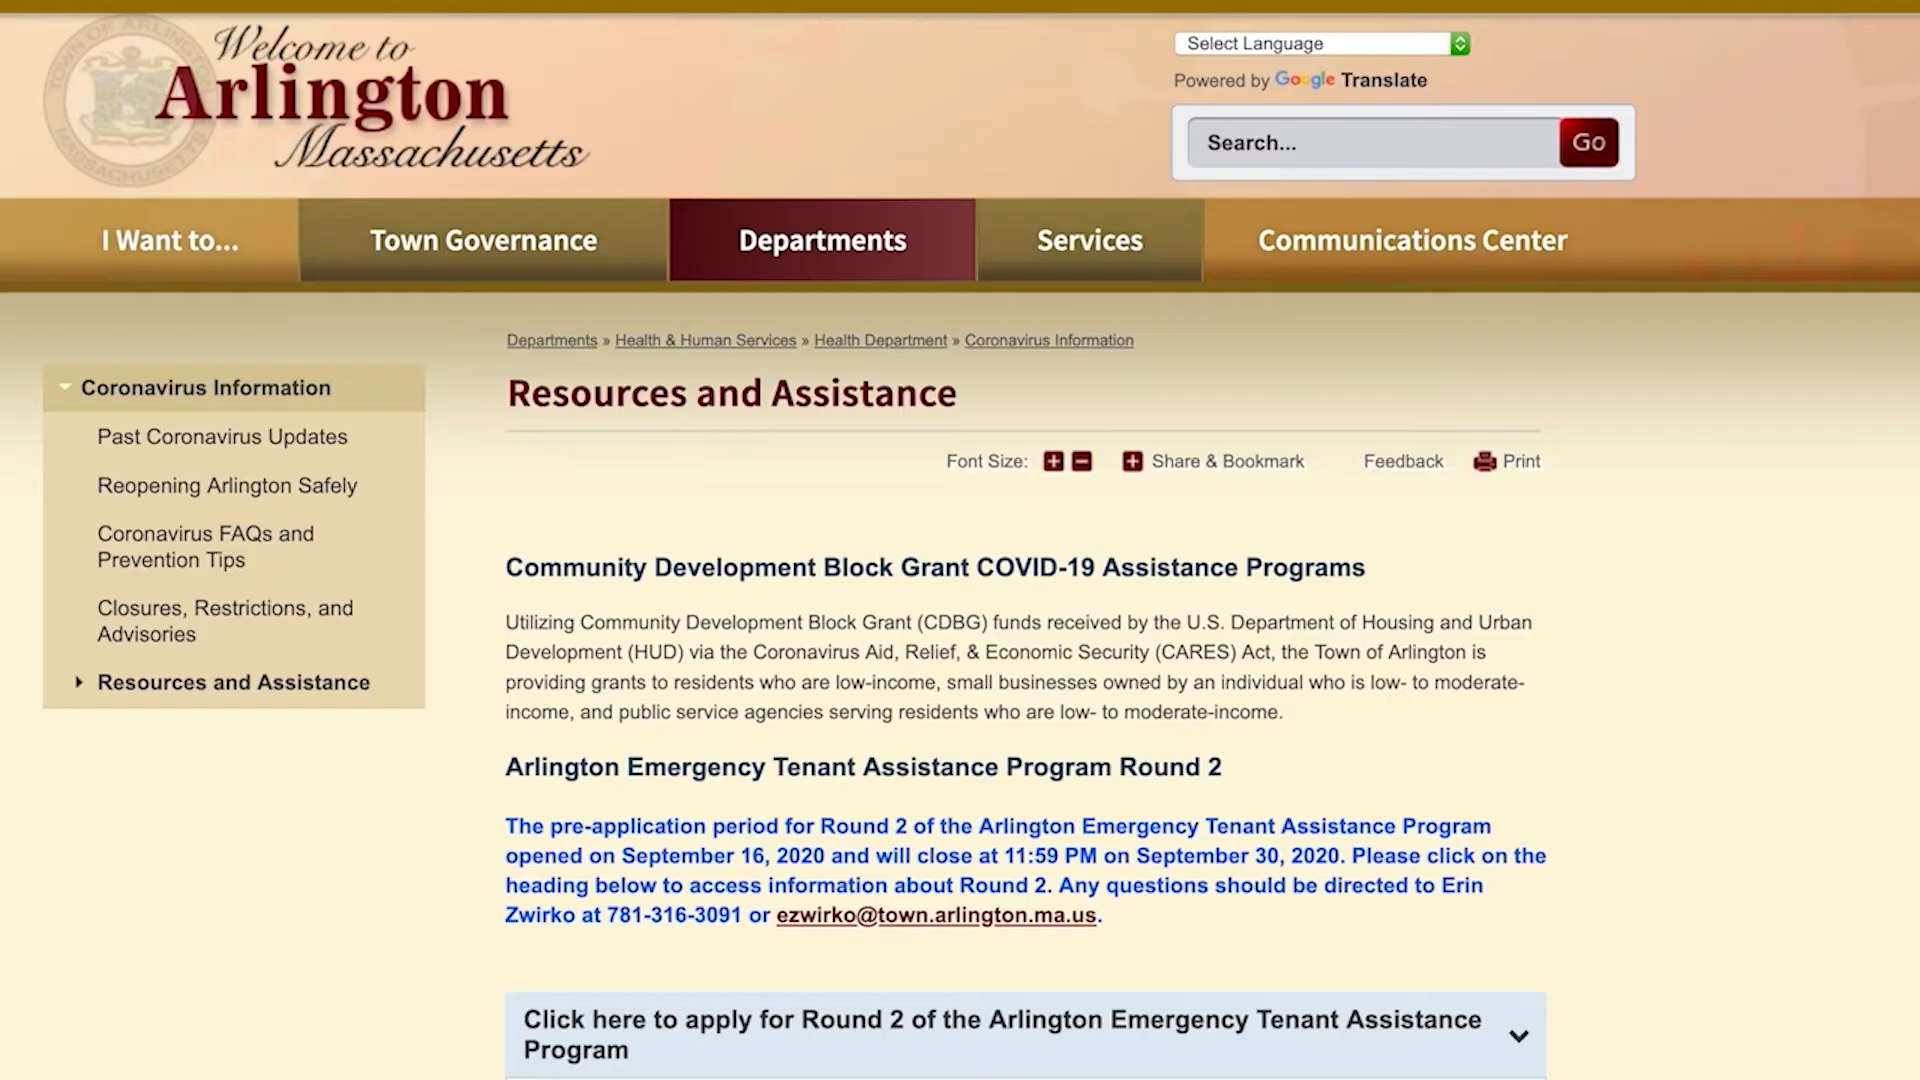 TOWN OF ARLINGTON
MASSACHUSETTS
Welcome to
Arlington
Massachusetts
Select Language
Powered by Google Translate
Search...
Go
I Want to...
Town Governance
Departments
Services
Communications Center
Departments » Health & Human Services » Health Department » Coronavirus Information
Coronavirus Information
Past Coronavirus Updates
Reopening Arlington Safely
Coronavirus FAQs and
Prevention Tips
Closures, Restrictions, and
Advisories
Resources and Assistance
Resources and Assistance
Font Size:
Share & Bookmark
Feedback
Print
Community Development Block Grant COVID-19 Assistance Programs
Utilizing Community Development Block Grant (CDBG) funds received by the U.S. Department of Housing and Urban
Development (HUD) via the Coronavirus Aid, Relief, & Economic Security (CARES) Act, the Town of Arlington is
providing grants to residents who are low-income, small businesses owned by an individual who is low- to moderate-
income, and public service agencies serving residents who are low- to moderate-income.
Arlington Emergency Tenant Assistance Program Round 2
The pre-application period for Round 2 of the Arlington Emergency Tenant Assistance Program
opened on September 16, 2020 and will close at 11:59 PM on September 30, 2020. Please click on the
heading below to access information about Round 2. Any questions should be directed to Erin
Zwirko at 781-316-3091 or ezwirko@town.arlington.ma.us.
Click here to apply for Round 2 of the Arlington Emergency Tenant Assistance
Program